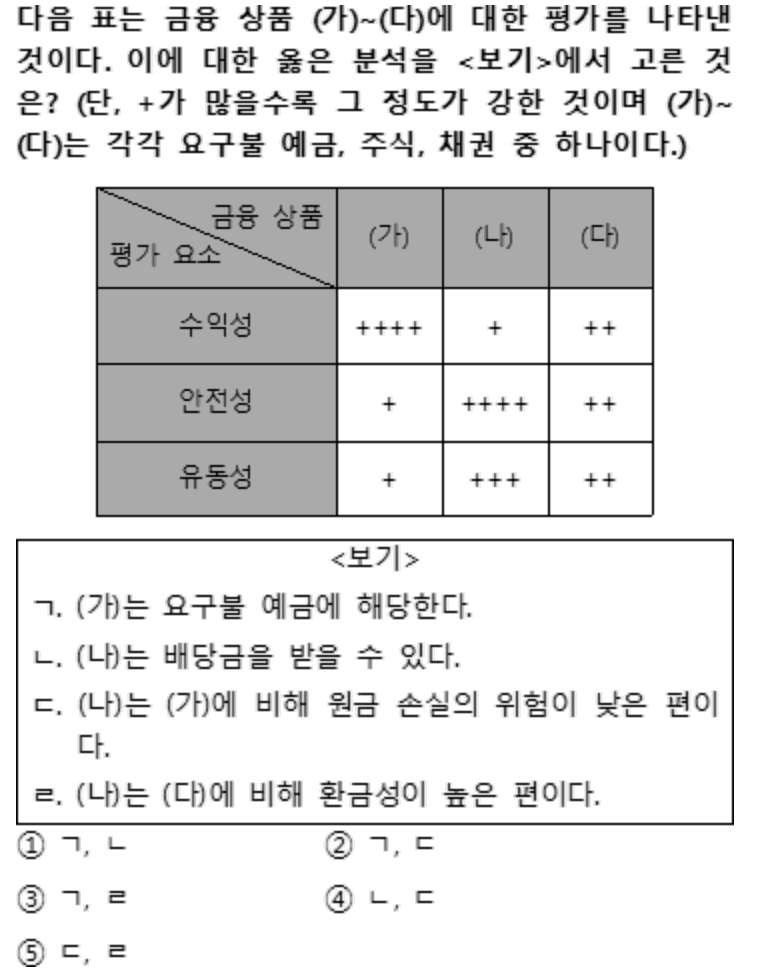 다음 표는 금융 상품 (가)~(다)에 대한 평가를 나타낸
것이다. 이에 대한 옳은 분석을 <보기>에서 고른 것
은? (단, +가 많을수록 그 정도가 강한 것이며 (가)~
(다)는 각각 요구불 예금, 주식, 채권 중 하나이다.)
금융 상품
평가 요소
(가) (나) (다)
수익성 ++++ + ++
안전성 + ++++ ++
유동성 + +++ ++
<보기>
ㄱ. (가)는 요구불 예금에 해당한다.
ㄴ. (나)는 배당금을 받을 수 있다.
ㄷ. (나)는 (가)에 비해 원금 손실의 위험이 낮은 편이
다.
ㄹ. (나)는 (다)에 비해 환금성이 높은 편이다.
① ㄱ, ㄴ ② ㄱ, ㄷ
③ ㄱ, ㄹ ④ ㄴ, ㄷ
⑤ ㄷ, ㄹ